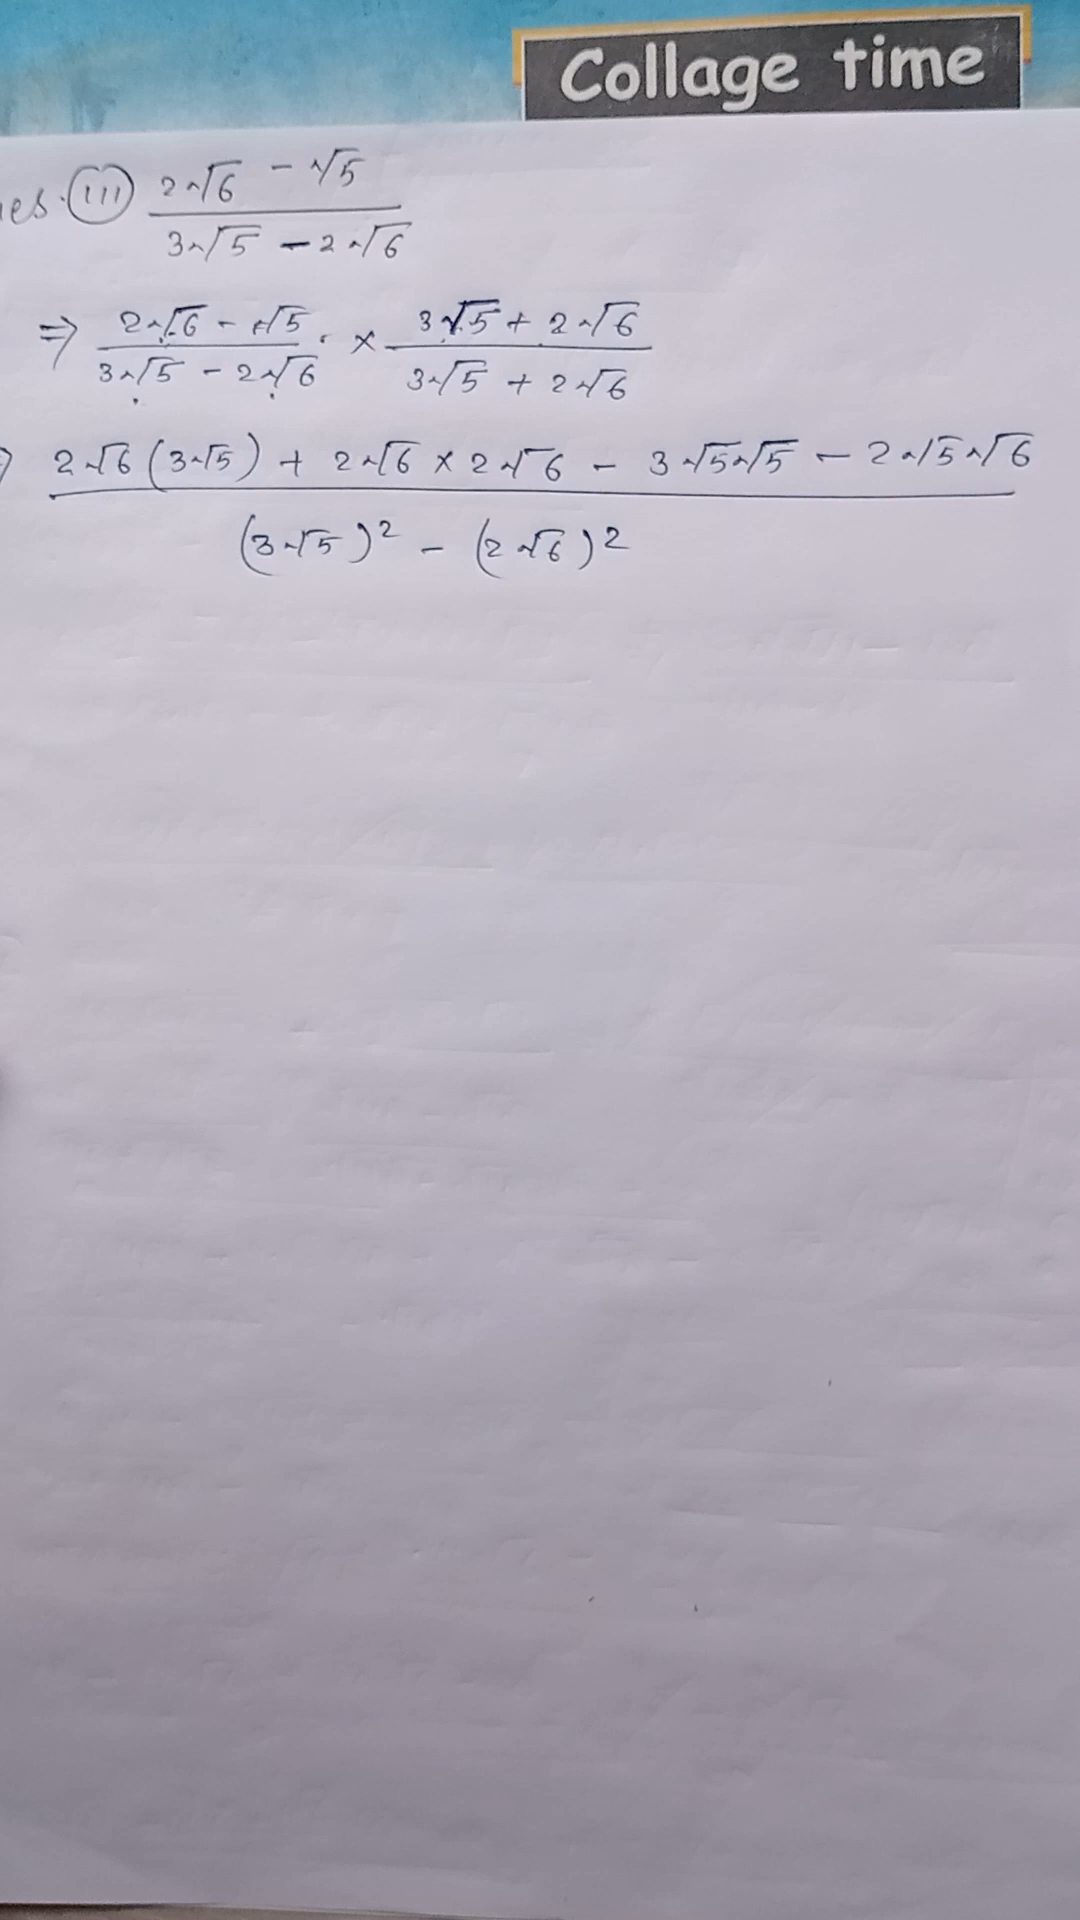 Collage time
(iii) 2√6 - √5
3√5 - 2√6
⇒ 2√6 - √5 × 3√5 + 2√6
3√5 - 2√6 3√5 + 2√6
2√6 (3√5) + 2√6 × 2√6 - 3√5√5 - 2√5√6
(3√5)² - (2√6)²